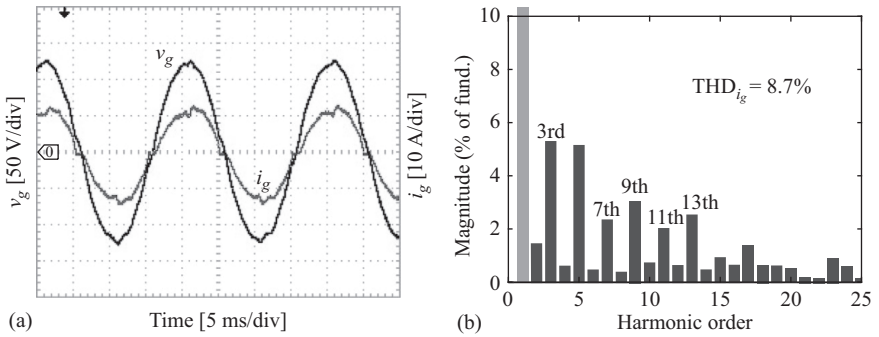 v_g
i_g
0
v_g [50 V/div]
i_g [10 A/div]
Time [5 ms/div]
(a)
10
8
6
4
2
0
Magnitude (% of fund.)
THD_{i_g} = 8.7%
3rd
7th
9th
11th
13th
0 5 10 15 20 25
Harmonic order
(b)